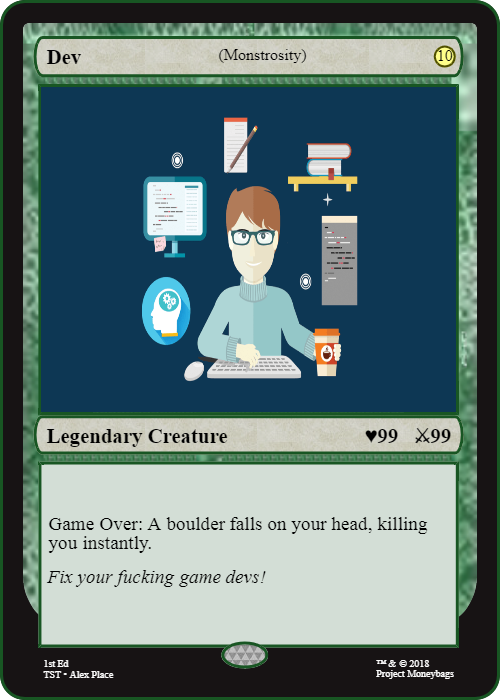 Dev (Monstrosity) 10
Legendary Creature ♥99 ⚔99
Game Over: A boulder falls on your head, killing
you instantly.
Fix your fucking game devs!
1st Ed ™ & © 2018
TST • Alex Place Project Moneybags